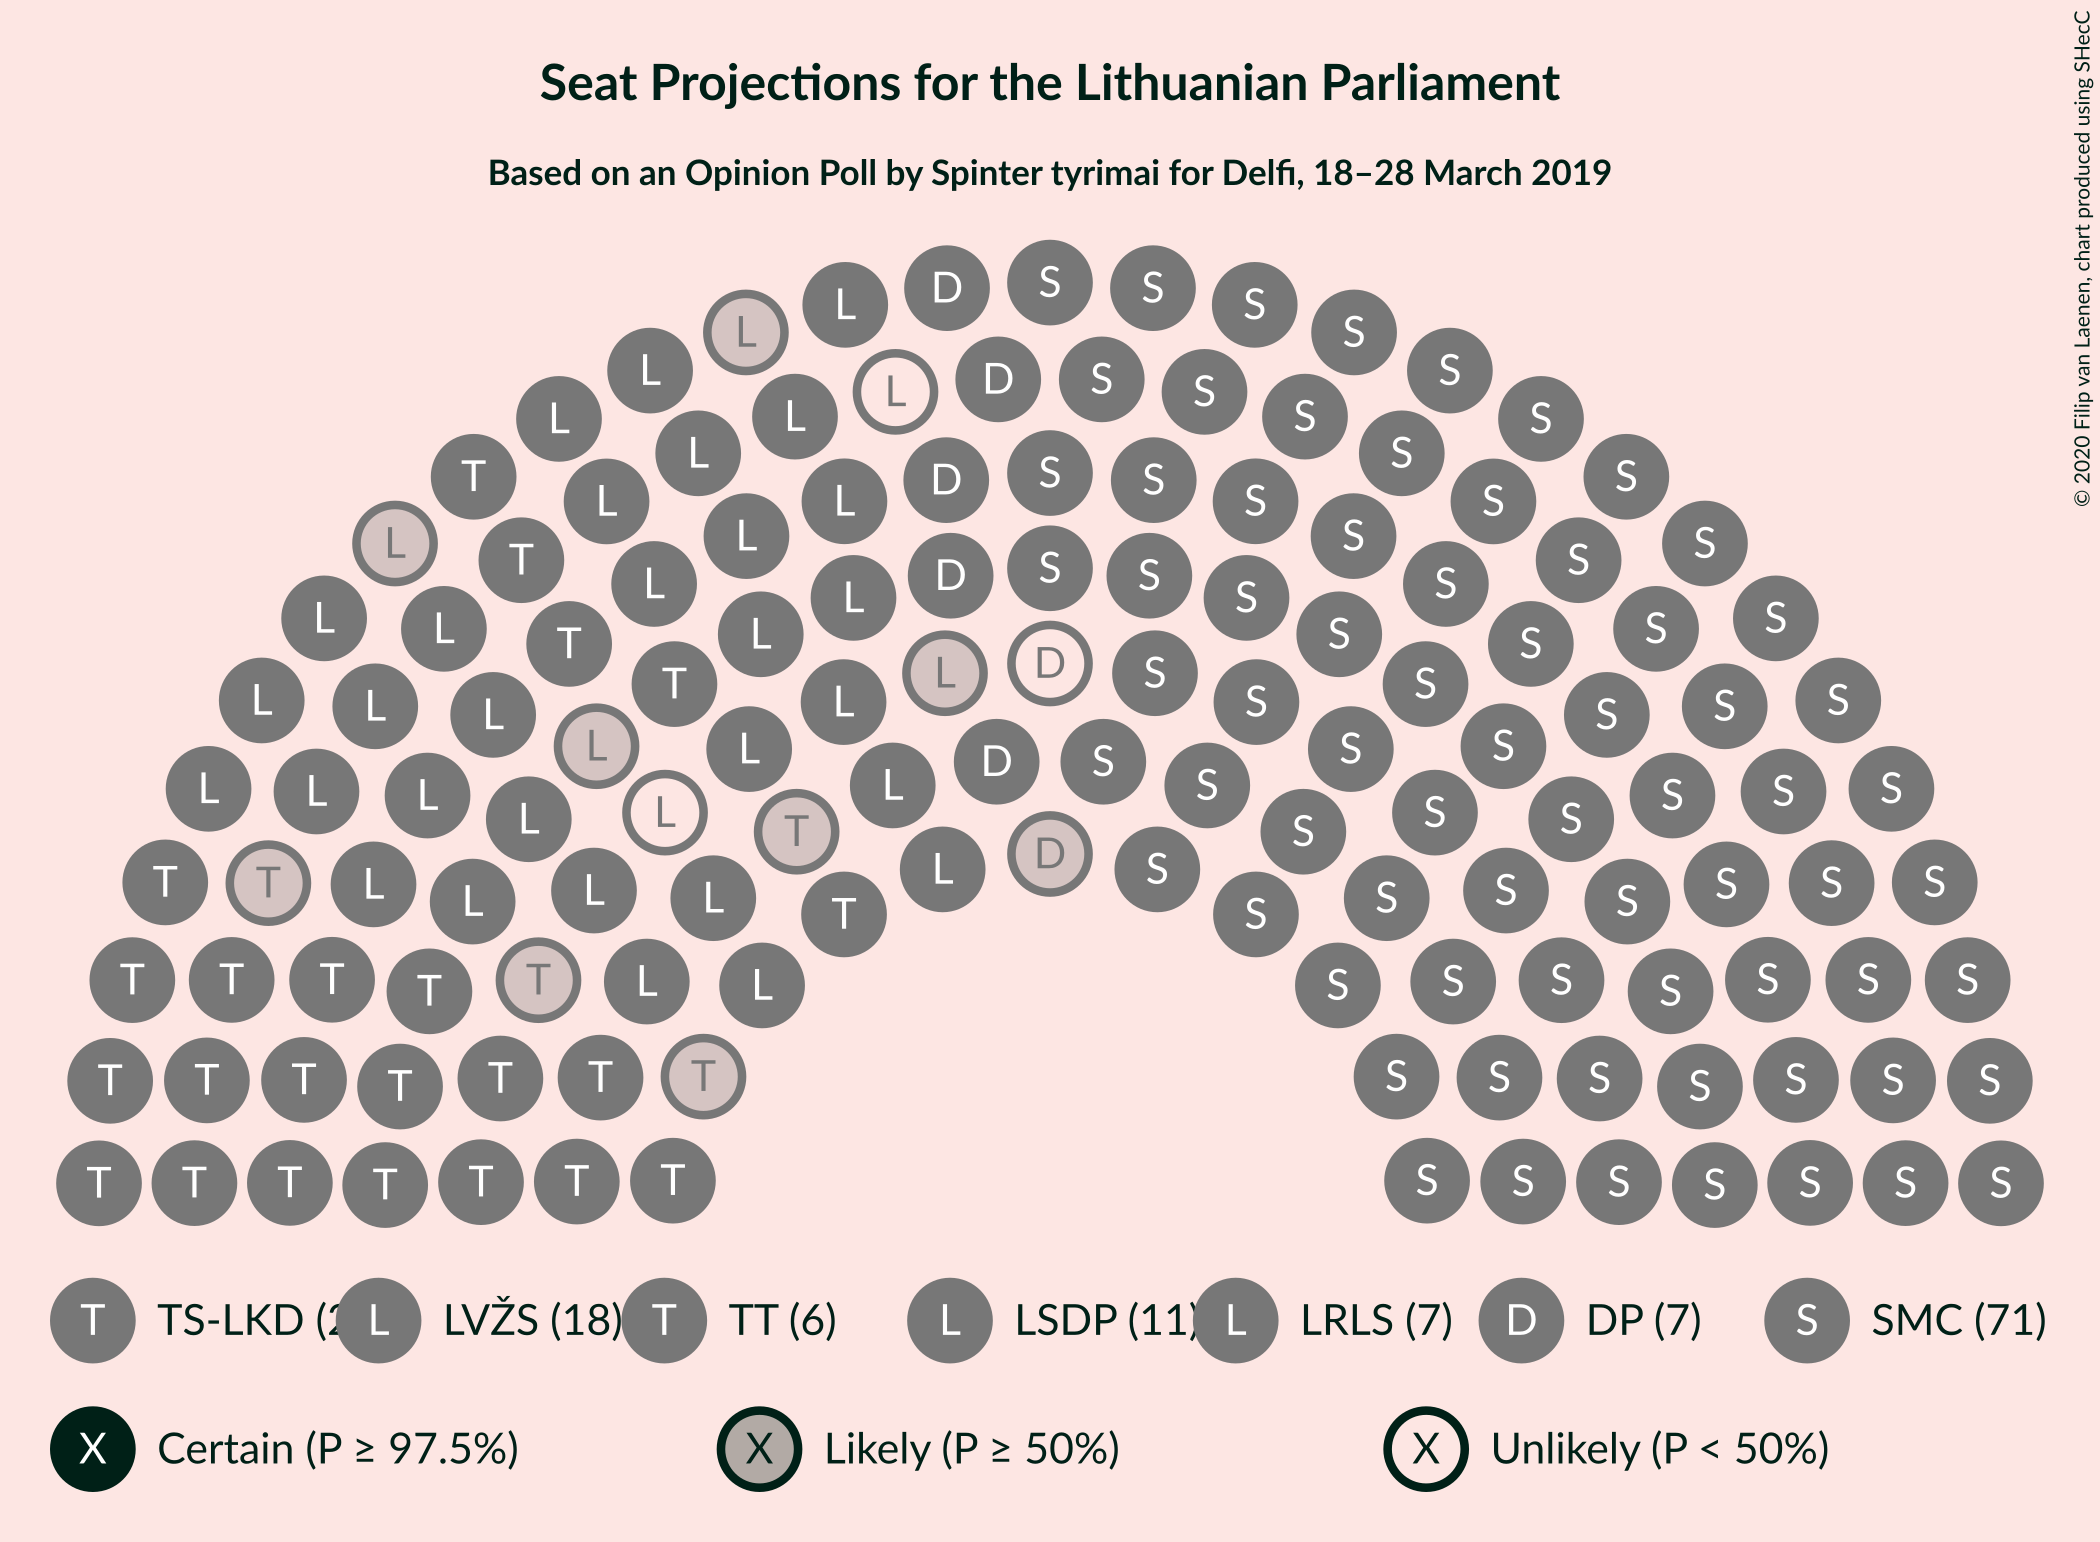 Seat Projections for the Lithuanian Parliament
Based on an Opinion Poll by Spinter tyrimai for Delfi, 18–28 March 2019
© 2020 Filip van Laenen, chart produced using SHecC
L L D S S S
L L S
L L D S S S
L L S
T L L D S S S
L L S
L T L L D S S S
L L S
L L T L L D S S S
L L T L L D S S S
L L L L L T L D S S S S S S S
L L L L T L D S S S S S S S
T T L L L L T L D S S S S S S S S
T T T T T L L S S S S S S S
T T T T T T T S S S S S S S
T T T T T T T S S S S S S S
T TS-LKD (2 L LVŽS (18) T TT (6) L LSDP (11) L LRLS (7) D DP (7) S SMC (71)
X Certain (P ≥ 97.5%) X Likely (P ≥ 50%) X Unlikely (P < 50%)